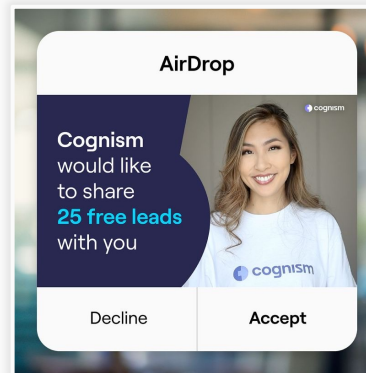 AirDrop
cognism
Cognism
would like
to share
25 free leads
with you
cognism
Decline
Accept